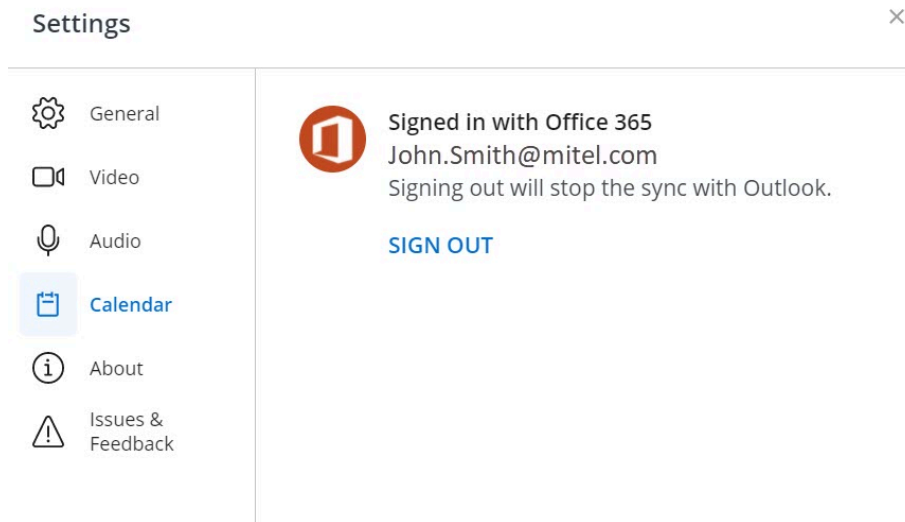 Settings
General
Video
Audio
Calendar
About
Issues &
Feedback
Signed in with Office 365
John.Smith@mitel.com
Signing out will stop the sync with Outlook.
SIGN OUT